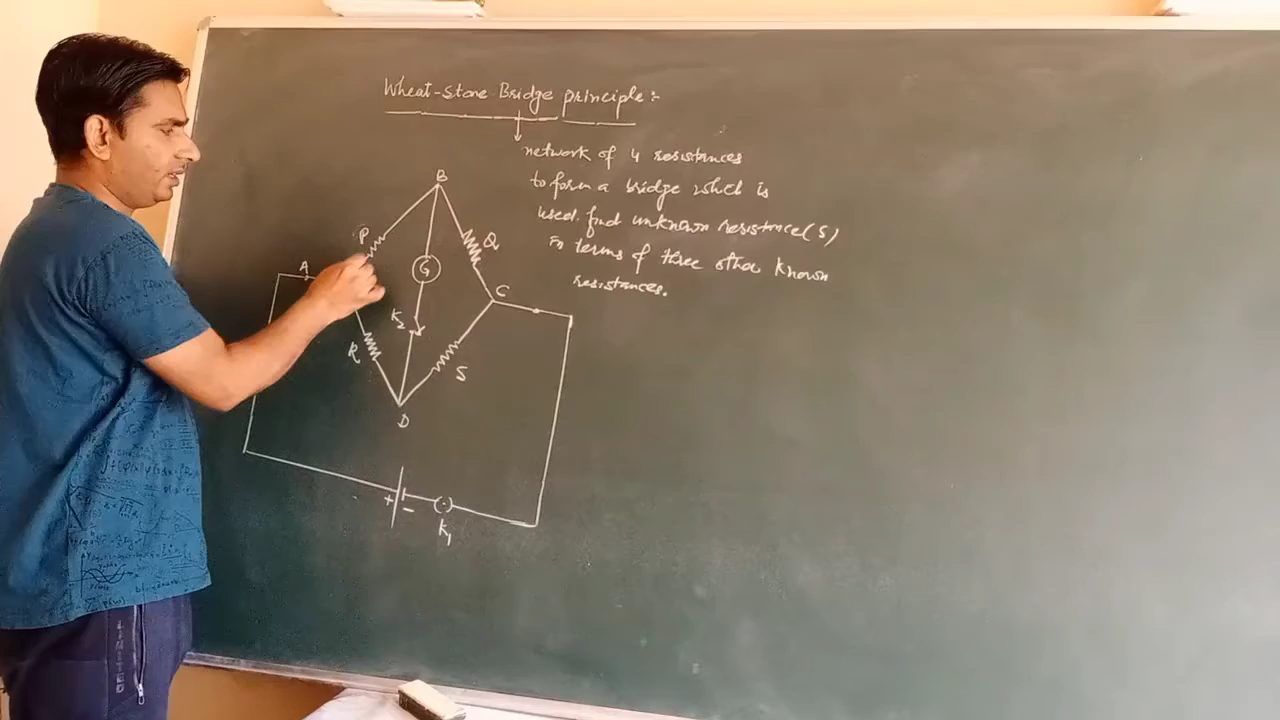 Wheat-stone Bridge principle:-
network of 4 resistances
to form a bridge which is
used. find unknown resistance(S)
in terms of three other known
resistances.
B
P
Q
A
G
C
K2
R
S
D
+ -
K1